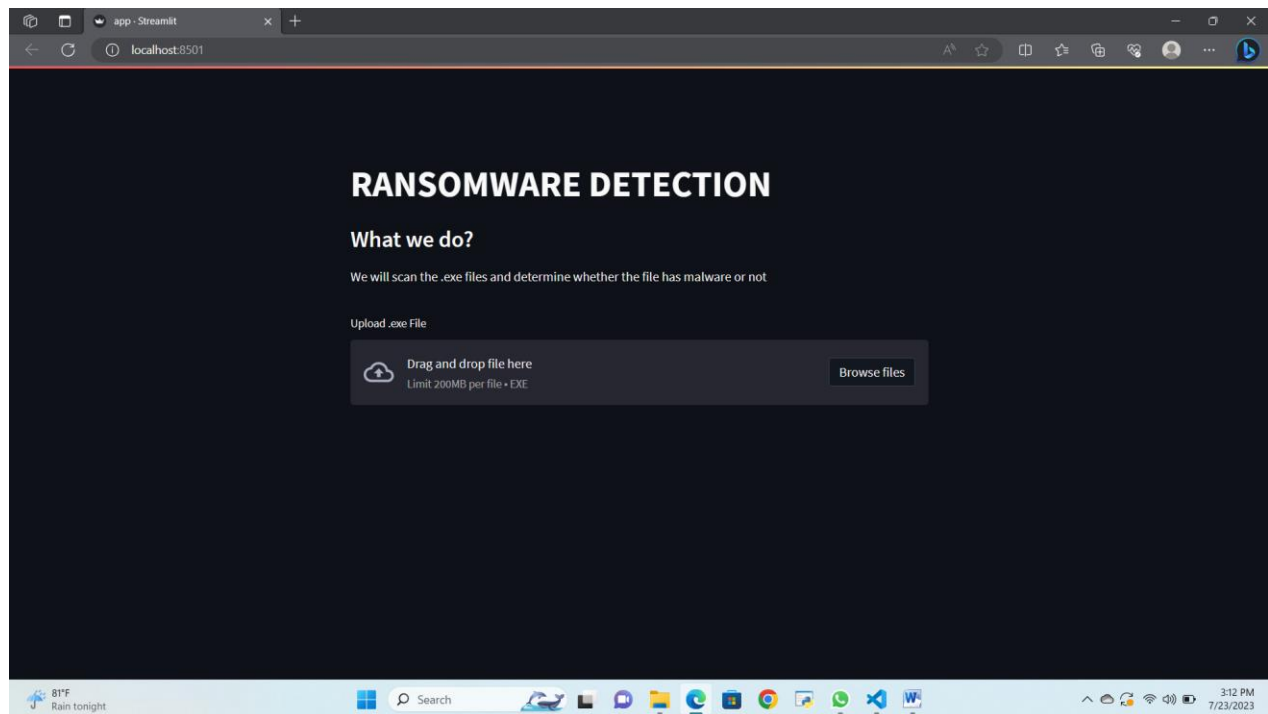 app · Streamlit
localhost:8501
RANSOMWARE DETECTION
What we do?
We will scan the .exe files and determine whether the file has malware or not
Upload .exe File
Drag and drop file here
Limit 200MB per file • EXE
Browse files
81°F
Rain tonight
Search
3:12 PM
7/23/2023